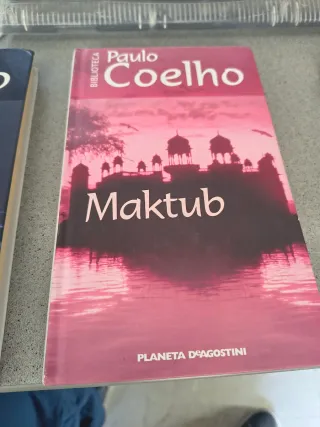 BIBLIOTECA
Paulo
Coelho
Maktub
PLANETA DeAGOSTINI